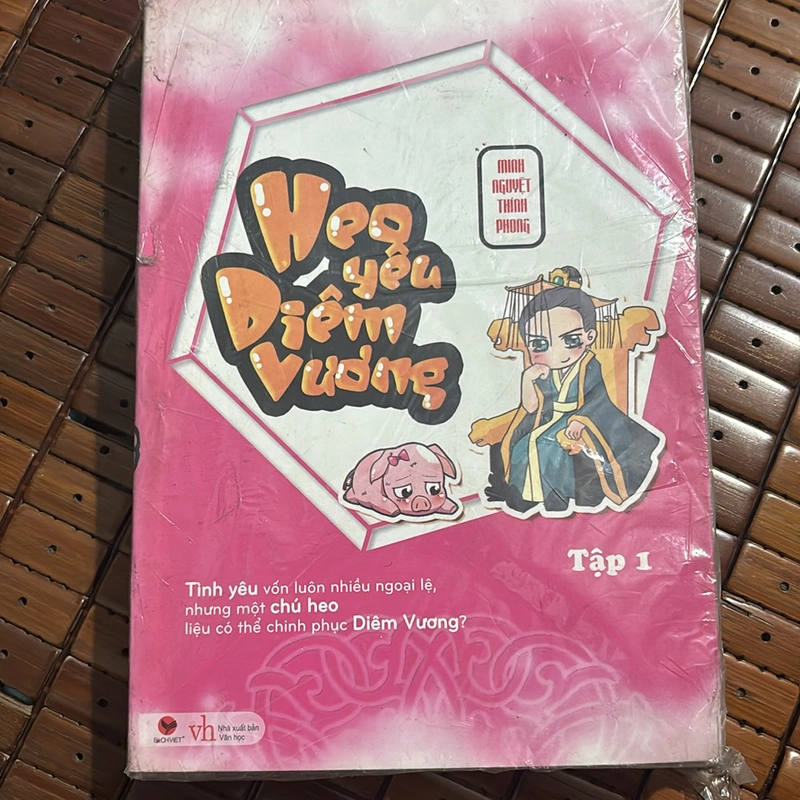 MINH
NGUYỆT
THÍNH
PHONG
Heo
yêu
Diêm
Vương
Tập 1
Tình yêu vốn luôn nhiều ngoại lệ,
nhưng một chú heo
liệu có thể chinh phục Diêm Vương?
BÁCHVIỆT
vh
Nhà xuất bản
Văn học